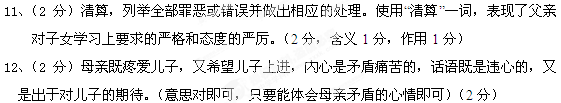 11、（2 分）清算，列举全部罪恶或错误并做出相应的处理。使用“清算”一词，表现了父亲
对子女学习上要求的严格和态度的严厉。（2 分，含义 1 分，作用 1 分）
12、（2 分）母亲既疼爱儿子，又希望儿子上进，内心是矛盾痛苦的，话语既是违心的，又
是出于对儿子的期待。（意思对即可，只要能体会母亲矛盾的心情即可）（2 分）